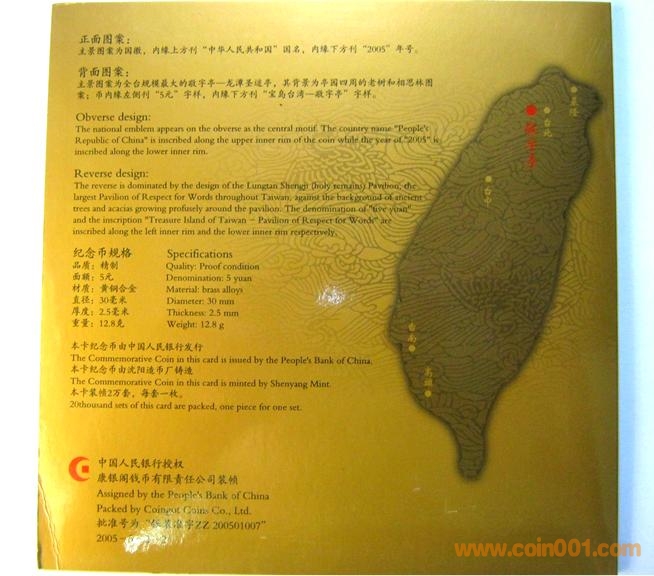 正面图案:
主景图案为国徽，内缘上方刊“中华人民共和国”国名，内缘下方刊“2005”年号。
背面图案:
主景图案为全台规模最大的敬字亭—龙潭圣迹亭，其背景为亭园四周的老树和相思林图
案；币内缘左侧刊“5元”字样，内缘下方刊“宝岛台湾—敬字亭”字样。
Obverse design:
The national emblem appears on the obverse as the central motif. The country name "People's
Republic of China" is inscribed along the upper inner rim of the coin while the year of "2005" is
inscribed along the lower inner rim.
Reverse design:
The reverse is dominated by the design of the Lungtan Shengji (holy remains) Pavilion, the
largest Pavilion of Respect for Words throughout Taiwan, against the background of ancient
trees and acacias growing profusely around the pavilion. The denomination of "five yuan"
and the inscription "Treasure Island of Taiwan - Pavilion of Respect for Words" are
inscribed along the left inner rim and the lower inner rim respectively.
纪念币规格 Specifications
品质: 精制 Quality: Proof condition
面额: 5元 Denomination: 5 yuan
材质: 黄铜合金 Material: brass alloys
直径: 30毫米 Diameter: 30 mm
厚度: 2.5毫米 Thickness: 2.5 mm
重量: 12.8克 Weight: 12.8 g
本卡纪念币由中国人民银行发行
The Commemorative Coin in this card is issued by the People's Bank of China.
本卡纪念币由沈阳造币厂铸造
The Commemorative Coin in this card is minted by Shenyang Mint.
本卡装帧2万套，每套一枚。
20thousand sets of this card are packed, one piece for one set.
中国人民银行授权
康银阁钱币有限责任公司装帧
Assigned by the People's Bank of China
Packed by Coingot Coins Co., Ltd.
批准号为“银装准字ZZ 200501007”
2005
基隆
台北
敬字亭
台中
台南
高雄
www.coin001.com